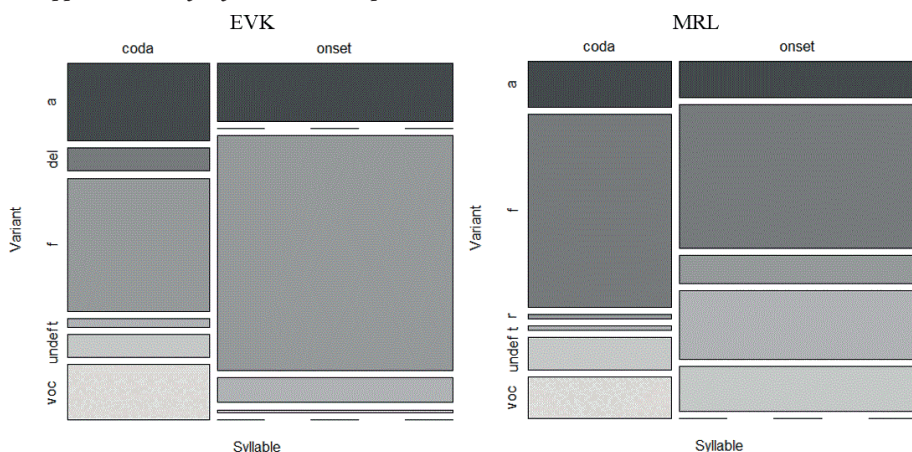 EVK
coda onset
Variant
a
del
f
t
undef
voc
Syllable
MRL
coda onset
Variant
a
f
r
t
undef
voc
Syllable